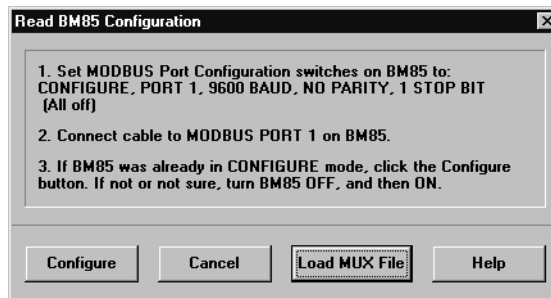 Read BM85 Configuration
1. Set MODBUS Port Configuration switches on BM85 to:
CONFIGURE, PORT 1, 9600 BAUD, NO PARITY, 1 STOP BIT
(All off)
2. Connect cable to MODBUS PORT 1 on BM85.
3. If BM85 was already in CONFIGURE mode, click the Configure
button. If not or not sure, turn BM85 OFF, and then ON.
Configure Cancel Load MUX File Help